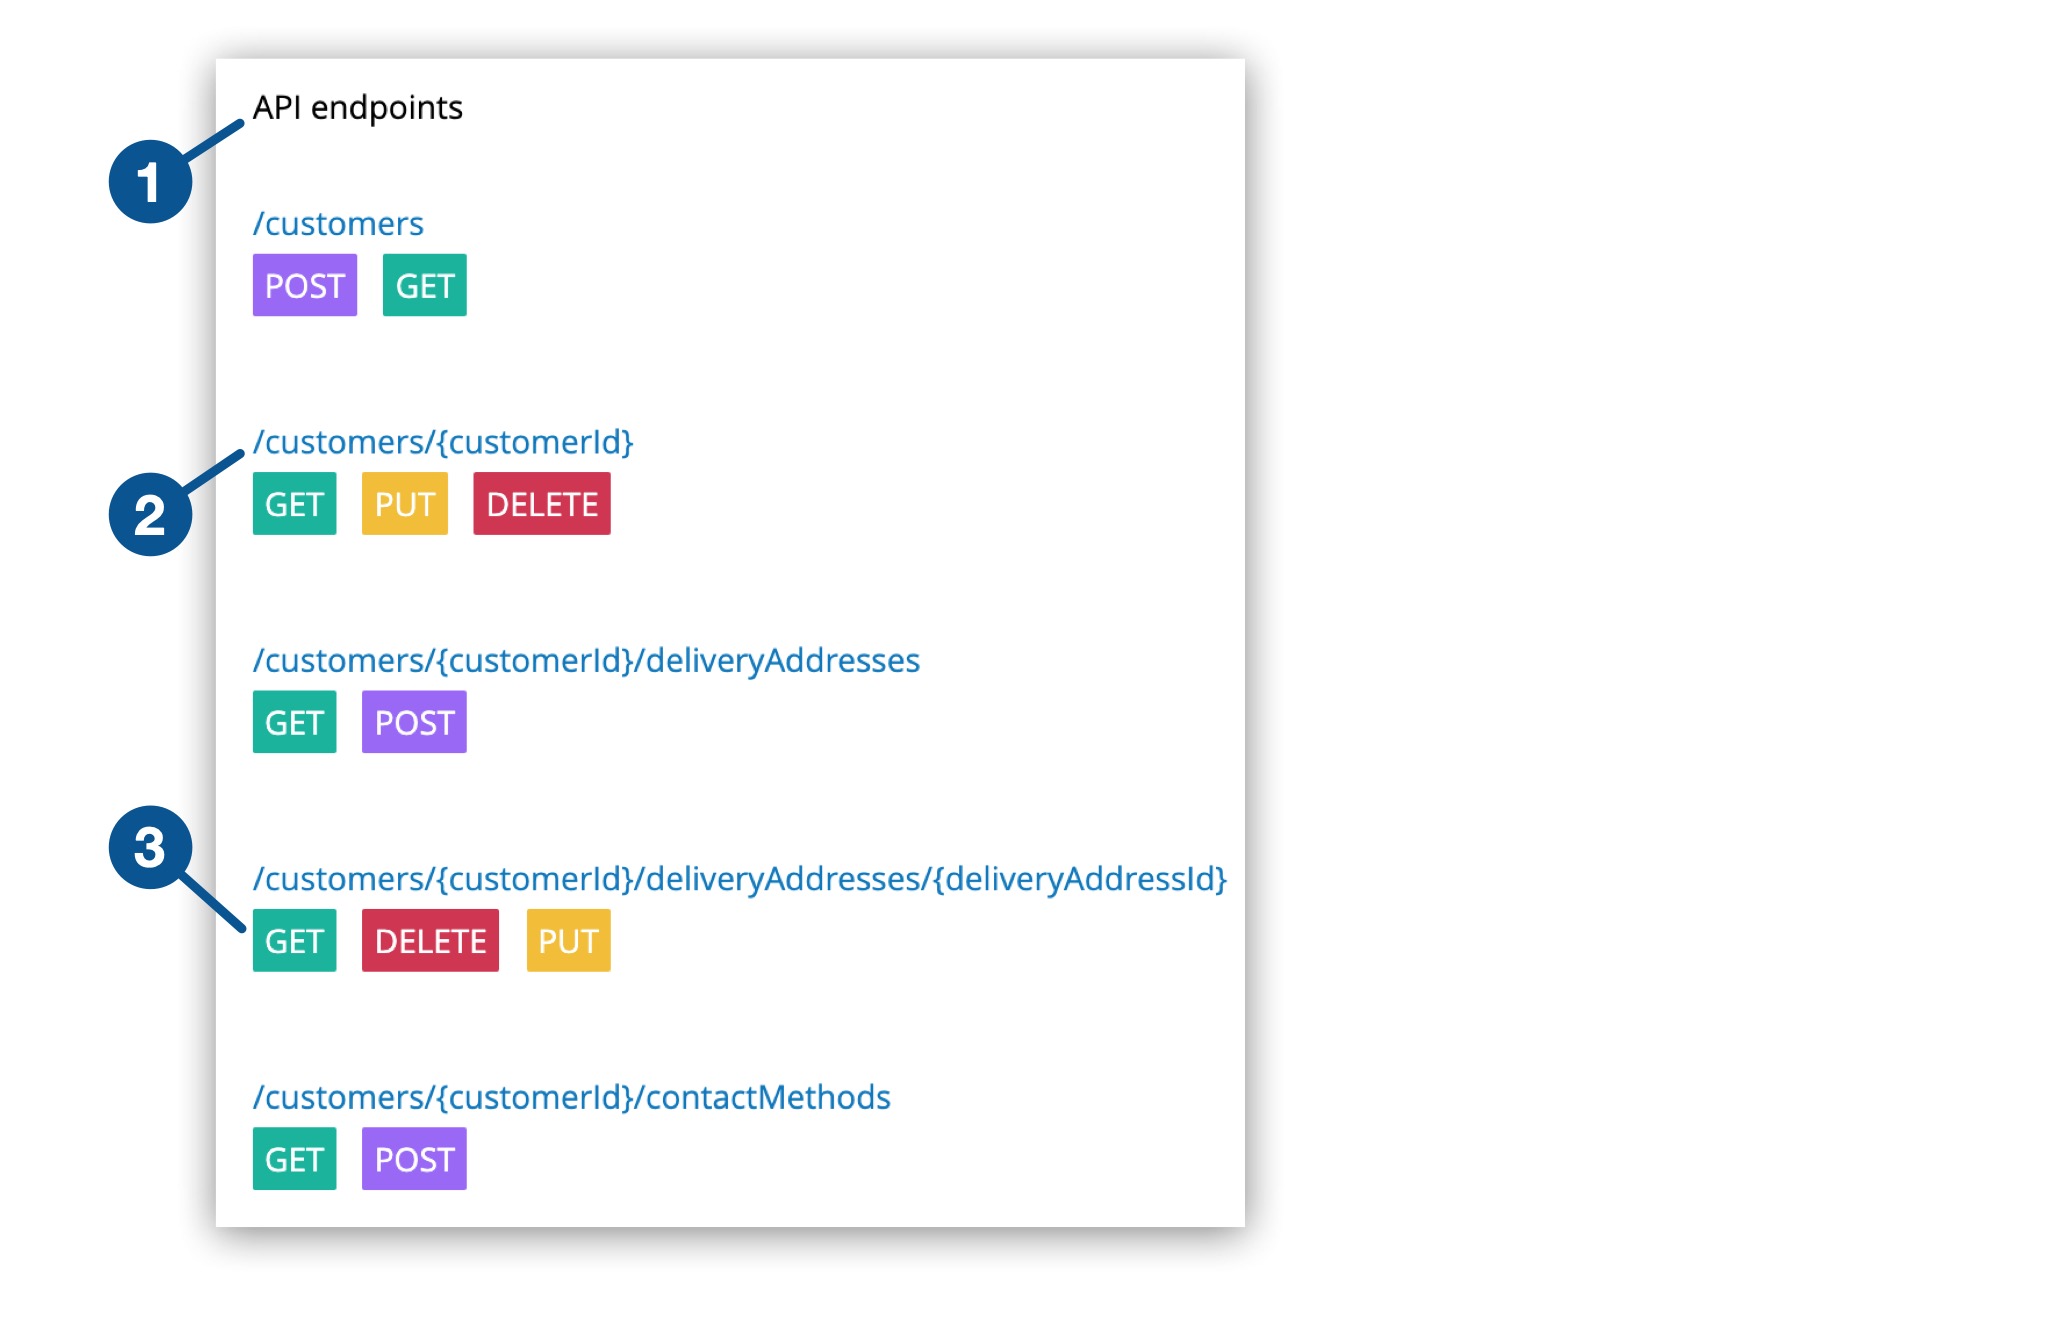 API endpoints
1
/customers
POST GET
/customers/{customerId}
2
GET PUT DELETE
/customers/{customerId}/deliveryAddresses
GET POST
3
/customers/{customerId}/deliveryAddresses/{deliveryAddressId}
GET DELETE PUT
/customers/{customerId}/contactMethods
GET POST